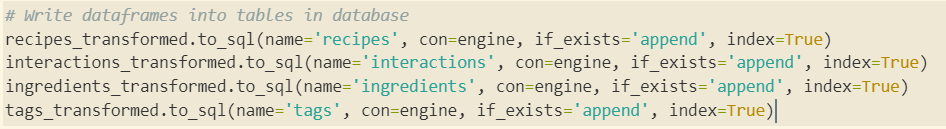 # Write dataframes into tables in database
recipes_transformed.to_sql(name='recipes', con=engine, if_exists='append', index=True)
interactions_transformed.to_sql(name='interactions', con=engine, if_exists='append', index=True)
ingredients_transformed.to_sql(name='ingredients', con=engine, if_exists='append', index=True)
tags_transformed.to_sql(name='tags', con=engine, if_exists='append', index=True)